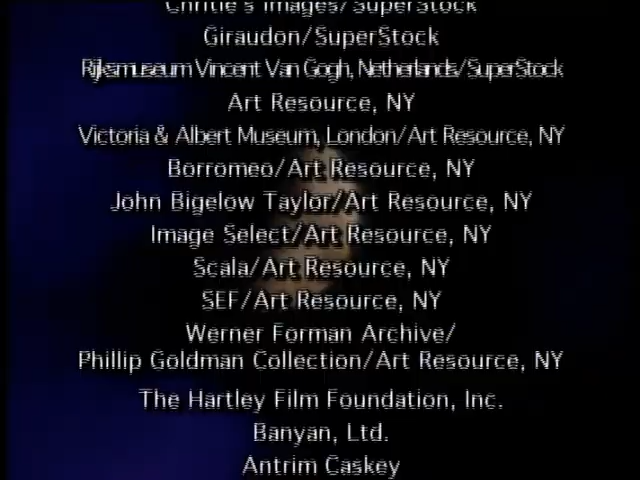 Christie's Images/SuperStock
Giraudon/SuperStock
Rijksmuseum Vincent Van Gogh, Netherlands/SuperStock
Art Resource, NY
Victoria & Albert Museum, London/Art Resource, NY
Borromeo/Art Resource, NY
John Bigelow Taylor/Art Resource, NY
Image Select/Art Resource, NY
Scala/Art Resource, NY
SEF/Art Resource, NY
Werner Forman Archive/
Phillip Goldman Collection/Art Resource, NY
The Hartley Film Foundation, Inc.
Banyan, Ltd.
Antrim Caskey